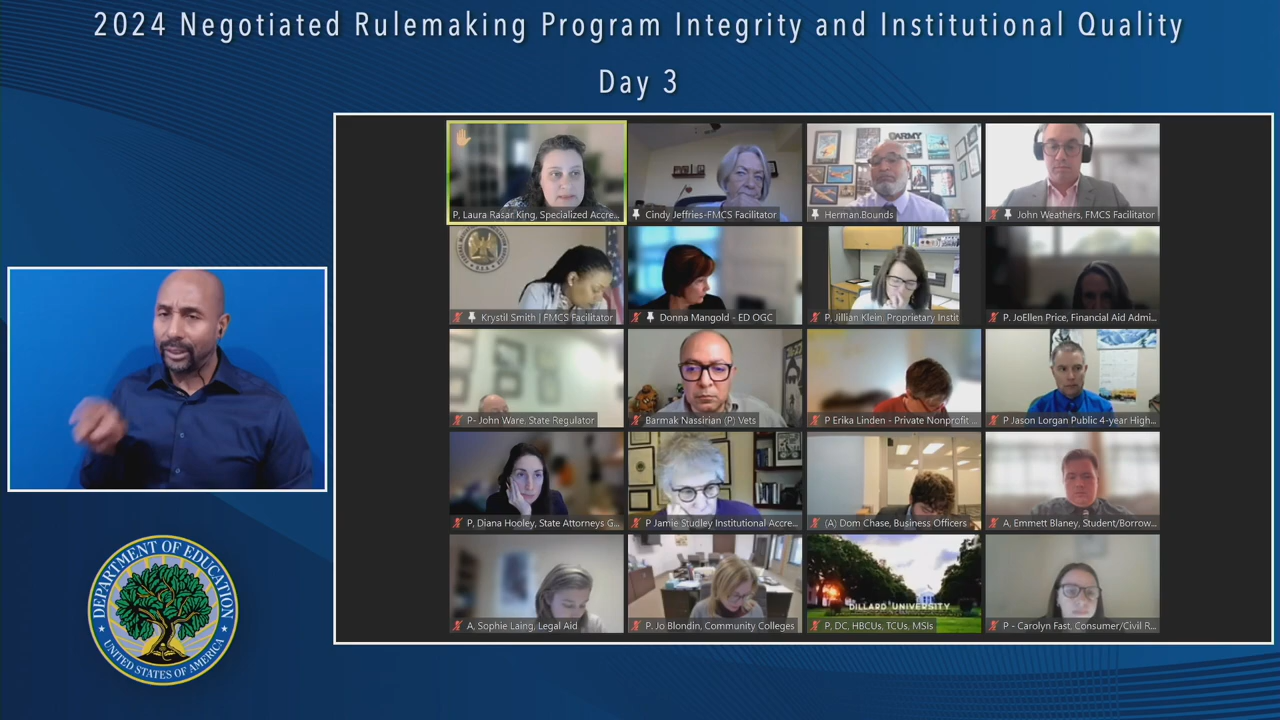 2024 Negotiated Rulemaking Program Integrity and Institutional Quality
Day 3
ARMY
P, Laura Rasar King, Specialized Accre...
Cindy Jeffries-FMCS Facilitator
Herman.Bounds
John Weathers, FMCS Facilitator
Krystil Smith | FMCS Facilitator
Donna Mangold - ED OGC
P, Jillian Klein, Proprietary Instit
P. JoEllen Price, Financial Aid Admi...
P- John Ware, State Regulator
Barmak Nassirian (P) Vets
P Erika Linden - Private Nonprofit ...
P Jason Lorgan Public 4-year High...
P, Diana Hooley, State Attorneys G...
P Jamie Studley Institutional Accre...
(A) Dom Chase, Business Officers
A, Emmett Blaney, Student/Borrow...
DILLARD UNIVERSITY
A, Sophie Laing, Legal Aid
P. Jo Blondin, Community Colleges
P, DC, HBCUs, TCUs, MSIs
P - Carolyn Fast, Consumer/Civil R...
DEPARTMENT OF EDUCATION
UNITED STATES OF AMERICA